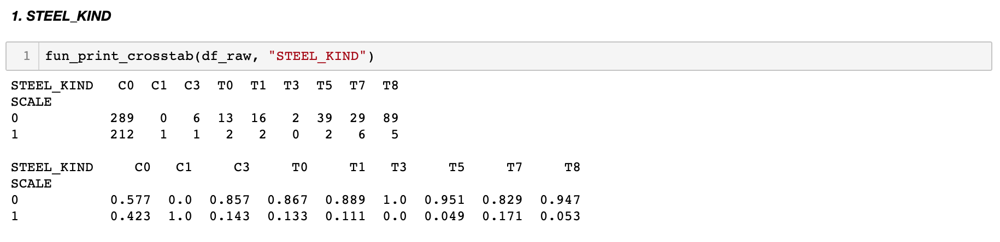 1. STEEL_KIND
1 fun_print_crosstab(df_raw, "STEEL_KIND")
STEEL_KIND C0 C1 C3 T0 T1 T3 T5 T7 T8
SCALE
0 289 0 6 13 16 2 39 29 89
1 212 1 1 2 2 0 2 6 5
STEEL_KIND C0 C1 C3 T0 T1 T3 T5 T7 T8
SCALE
0 0.577 0.0 0.857 0.867 0.889 1.0 0.951 0.829 0.947
1 0.423 1.0 0.143 0.133 0.111 0.0 0.049 0.171 0.053